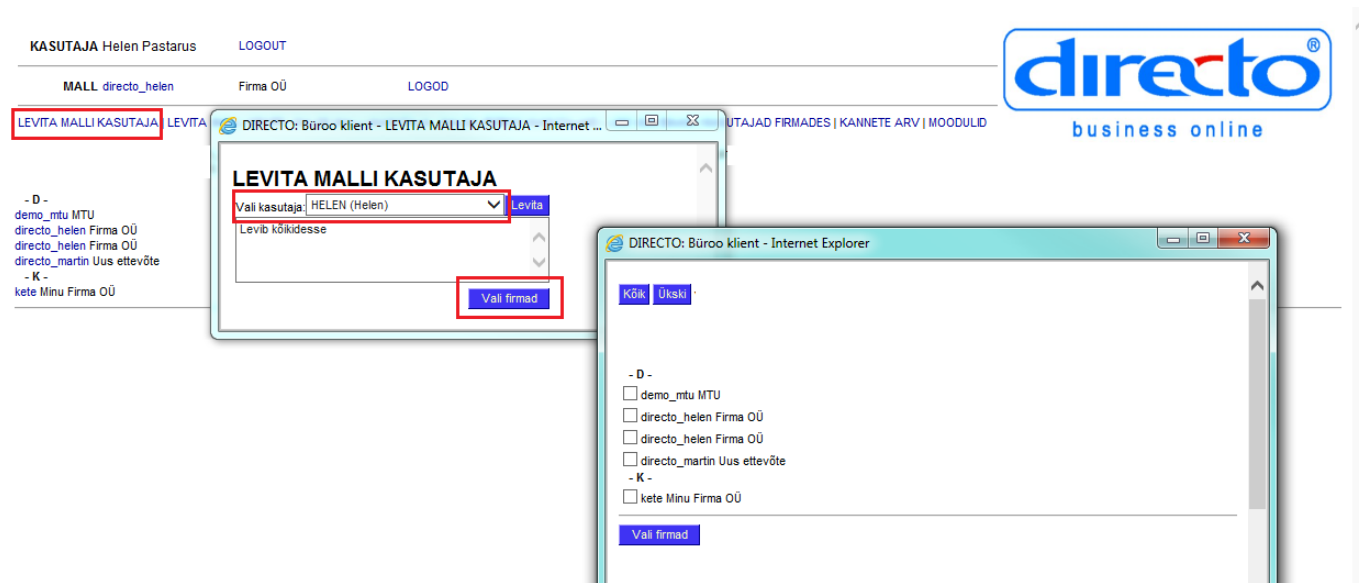 KASUTAJA Helen Pastarus LOGOUT
directo®
business online
MALL directo_helen Firma OÜ LOGOD
LEVITA MALLI KASUTAJA | LEVITA
UTAJAD FIRMADES | KANNETE ARV | MOODULID
- D -
demo_mtu MTU
directo_helen Firma OÜ
directo_helen Firma OÜ
directo_martin Uus ettevõte
- K -
kete Minu Firma OÜ
DIRECTO: Büroo klient - LEVITA MALLI KASUTAJA - Internet ...
LEVITA MALLI KASUTAJA
Vali kasutaja: HELEN (Helen) Levita
Levib kõikidesse
Vali firmad
DIRECTO: Büroo klient - Internet Explorer
Kõik Ükski
- D -
demo_mtu MTU
directo_helen Firma OÜ
directo_helen Firma OÜ
directo_martin Uus ettevõte
- K -
kete Minu Firma OÜ
Vali firmad